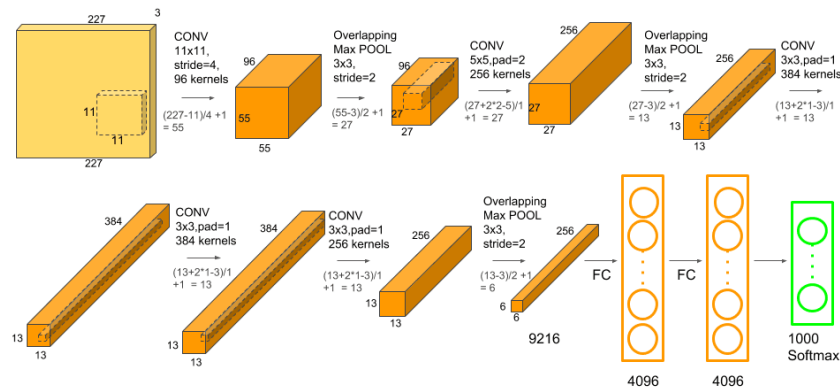 227
3
11
11
227
CONV
11x11,
stride=4,
96 kernels
(227-11)/4 +1
= 55
96
55
55
Overlapping
Max POOL
3x3,
stride=2
(55-3)/2 +1
= 27
96
27
27
CONV
5x5,pad=2
256 kernels
(27+2*2-5)/1
+1 = 27
256
27
27
Overlapping
Max POOL
3x3,
stride=2
(27-3)/2 +1
= 13
256
13
13
CONV
3x3,pad=1
384 kernels
(13+2*1-3)/1
+1 = 13
384
13
13
CONV
3x3,pad=1
384 kernels
(13+2*1-3)/1
+1 = 13
384
13
13
CONV
3x3,pad=1
256 kernels
(13+2*1-3)/1
+1 = 13
256
13
13
Overlapping
Max POOL
3x3,
stride=2
(13-3)/2 +1
= 6
256
6
6
9216
FC
4096
FC
4096
1000
Softmax